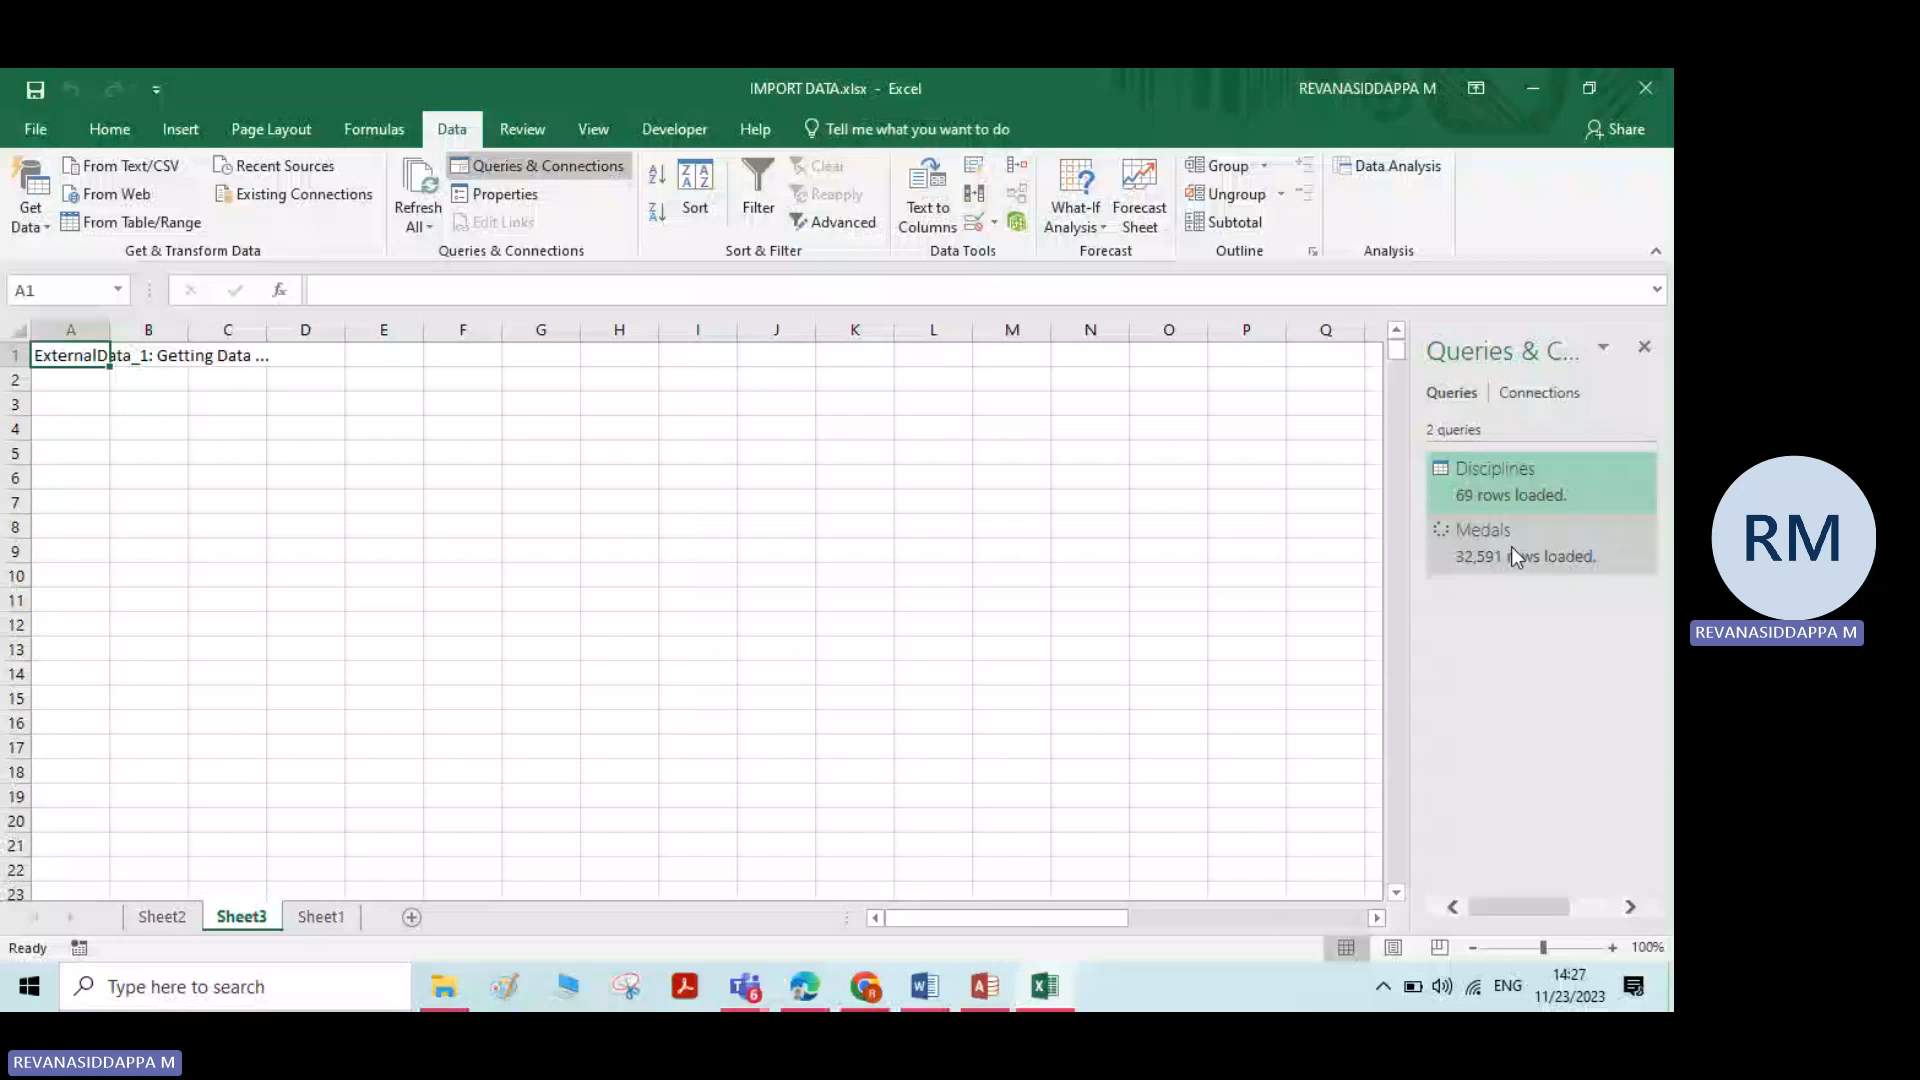 IMPORT DATA.xlsx - Excel
REVANASIDDAPPA M
File Home Insert Page Layout Formulas Data Review View Developer Help Tell me what you want to do Share
Get Data
From Text/CSV
From Web
From Table/Range
Recent Sources
Existing Connections
Get & Transform Data
Refresh All
Queries & Connections
Properties
Edit Links
Queries & Connections
Sort
Filter
Clear
Reapply
Advanced
Sort & Filter
Text to Columns
Data Tools
What-If Analysis
Forecast Sheet
Forecast
Group
Ungroup
Subtotal
Outline
Data Analysis
Analysis
A1
fx
A B C D E F G H I J K L M N O P Q
1 ExternalData_1: Getting Data ...
2
3
4
5
6
7
8
9
10
11
12
13
14
15
16
17
18
19
20
21
22
23
Queries & C...
Queries Connections
2 queries
Disciplines
69 rows loaded.
Medals
32,591 rows loaded.
Sheet2 Sheet3 Sheet1
Ready
100%
Type here to search
6
ENG
14:27
11/23/2023
RM
REVANASIDDAPPA M
REVANASIDDAPPA M